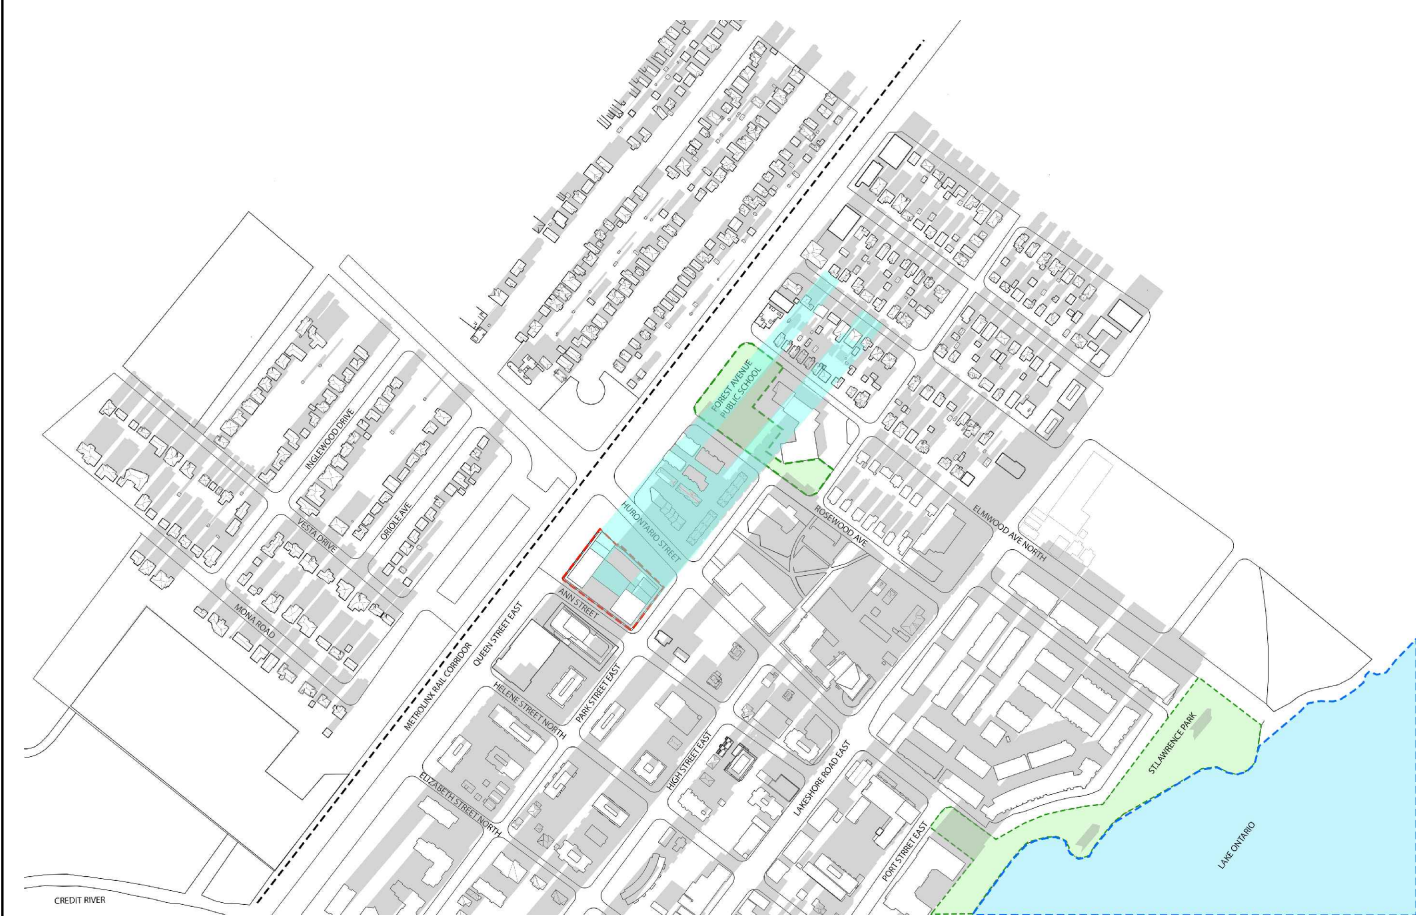 FOREST AVENUE
PUBLIC SCHOOL
INGLEWOOD DRIVE
ORIOLE AVE
VESTA DRIVE
MONA ROAD
HURONTARIO STREET
ROSEWOOD AVE
ELMWOOD AVE NORTH
ANN STREET
QUEEN STREET EAST
METROLINX RAIL CORRIDOR
PARK STREET EAST
HELENE STREET NORTH
HIGH STREET EAST
ELIZABETH STREET NORTH
LAKESHORE ROAD EAST
PORT STREET EAST
ST.LAWRENCE PARK
LAKE ONTARIO
CREDIT RIVER